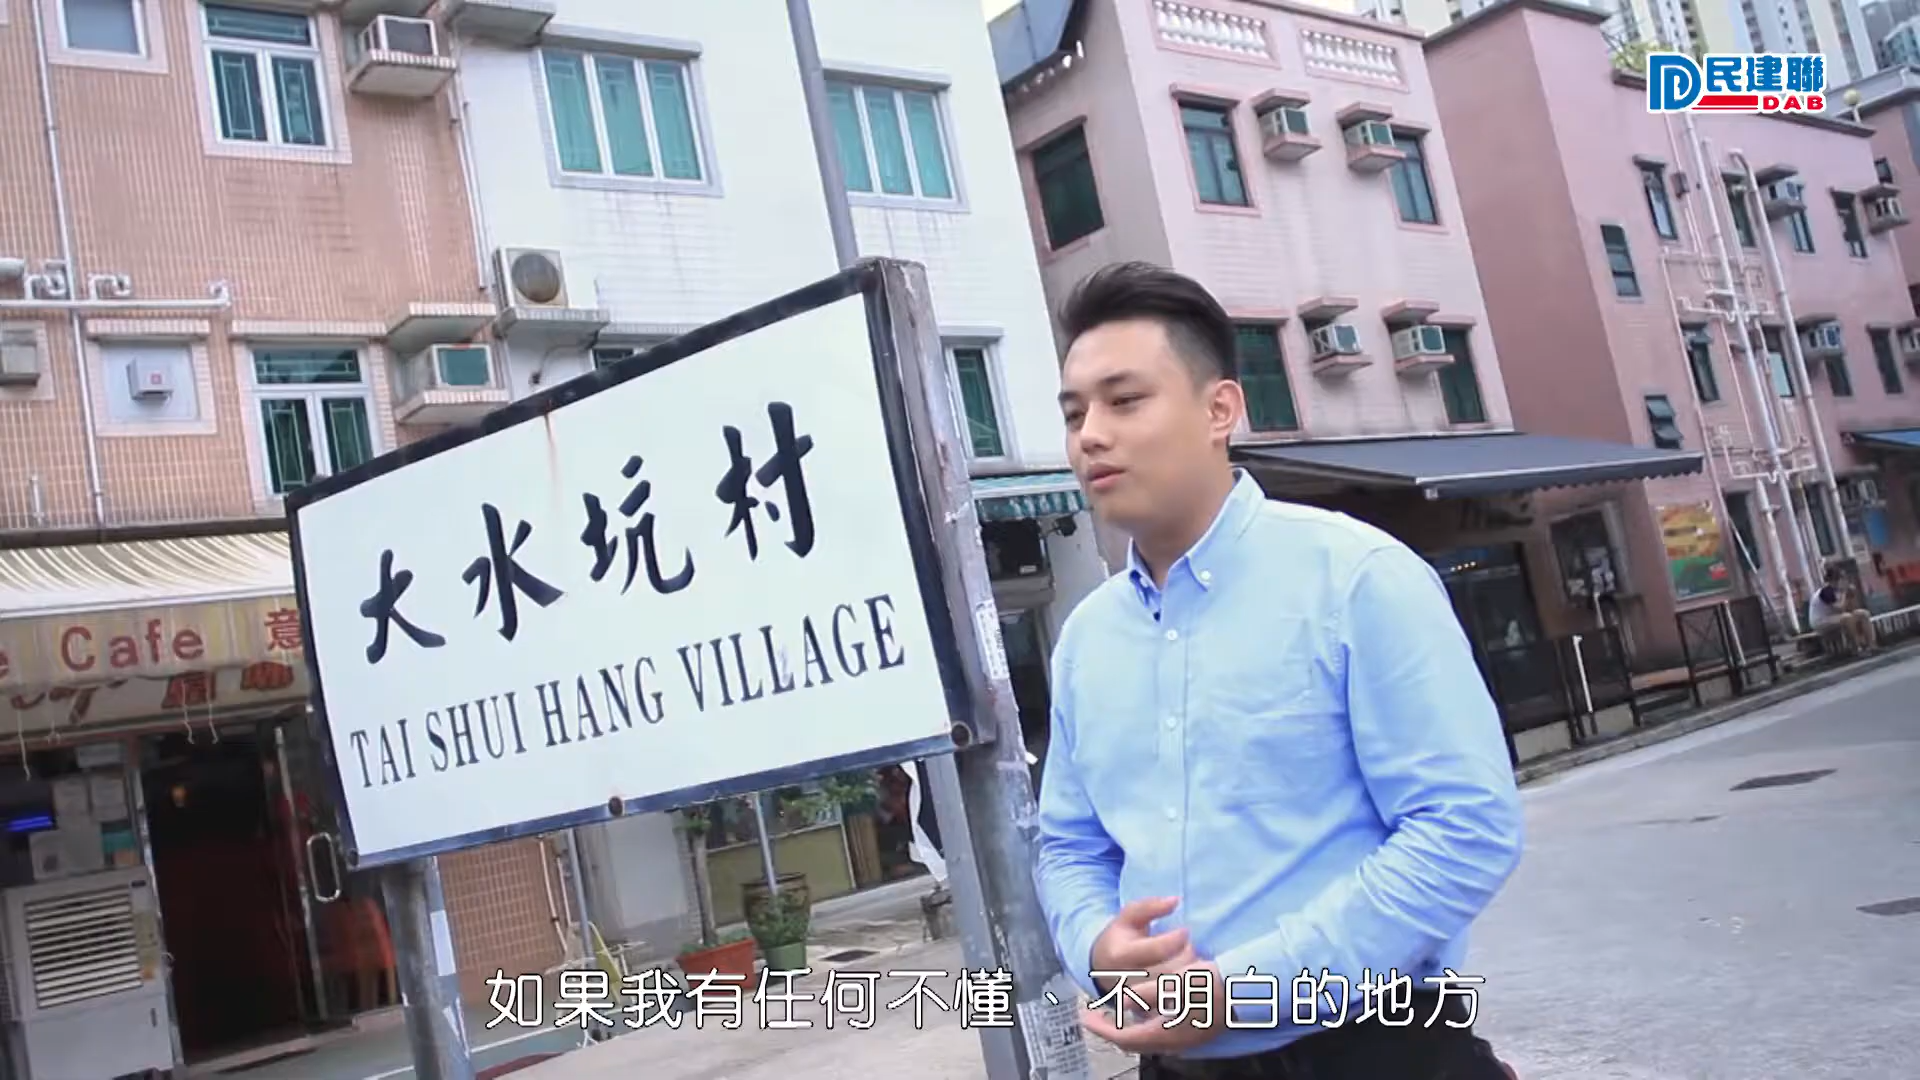 民建聯
DAB
Cafe 意
大水坑村
TAI SHUI HANG VILLAGE
如果我有任何不懂、不明白的地方